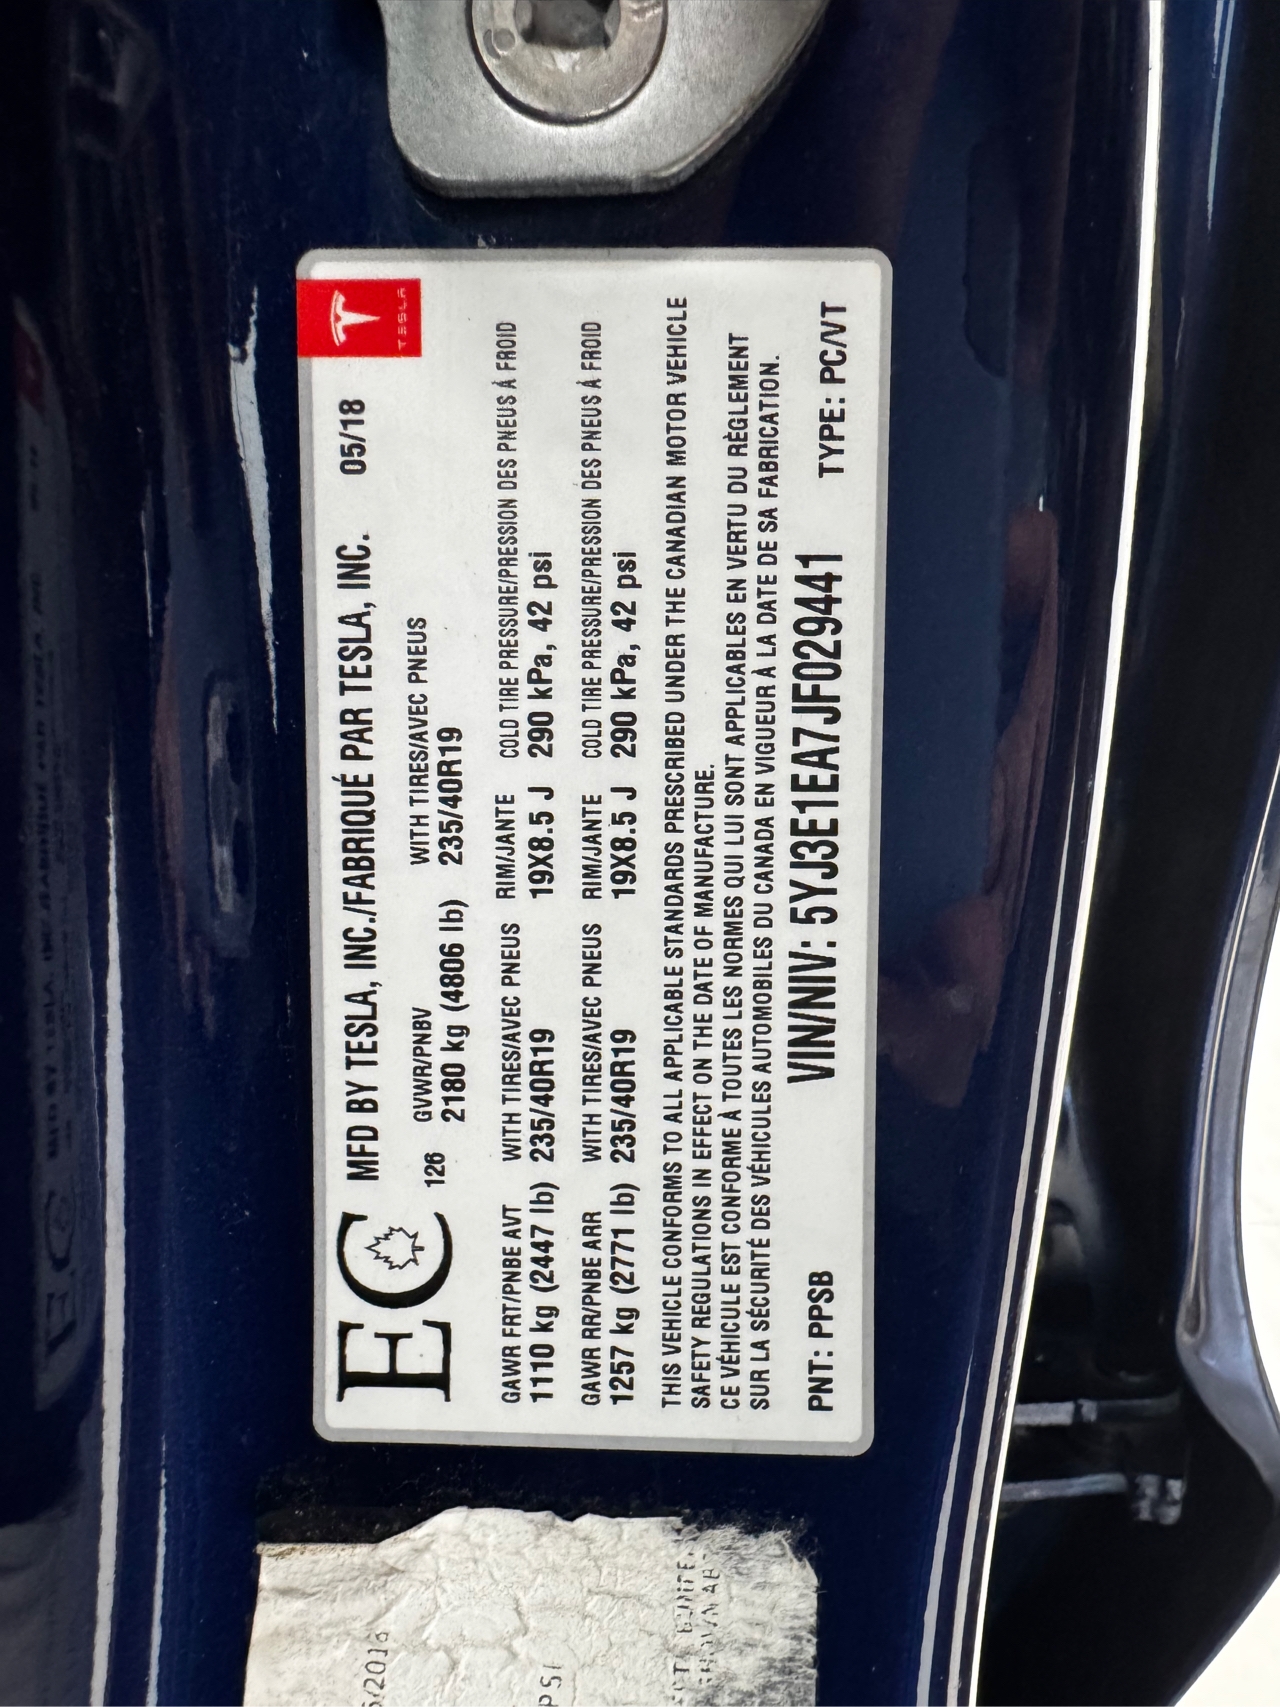 TESLA
MFD BY TESLA, INC./FABRIQUÉ PAR TESLA, INC. 05/18
EC
126
GVWR/PNBV WITH TIRES/AVEC PNEUS
2180 kg (4806 lb) 235/40R19
GAWR FRT/PNBE AVT WITH TIRES/AVEC PNEUS RIM/JANTE COLD TIRE PRESSURE/PRESSION DES PNEUS À FROID
1110 kg (2447 lb) 235/40R19 19X8.5 J 290 kPa, 42 psi
GAWR RR/PNBE ARR WITH TIRES/AVEC PNEUS RIM/JANTE COLD TIRE PRESSURE/PRESSION DES PNEUS À FROID
1257 kg (2771 lb) 235/40R19 19X8.5 J 290 kPa, 42 psi
THIS VEHICLE CONFORMS TO ALL APPLICABLE STANDARDS PRESCRIBED UNDER THE CANADIAN MOTOR VEHICLE
SAFETY REGULATIONS IN EFFECT ON THE DATE OF MANUFACTURE.
CE VÉHICULE EST CONFORME À TOUTES LES NORMES QUI LUI SONT APPLICABLES EN VERTU DU RÈGLEMENT
SUR LA SÉCURITÉ DES VÉHICULES AUTOMOBILES DU CANADA EN VIGUEUR À LA DATE DE SA FABRICATION.
PNT: PPSB VIN/NIV: 5YJ3E1EA7JF029441 TYPE: PC/VT
/2018
PSI